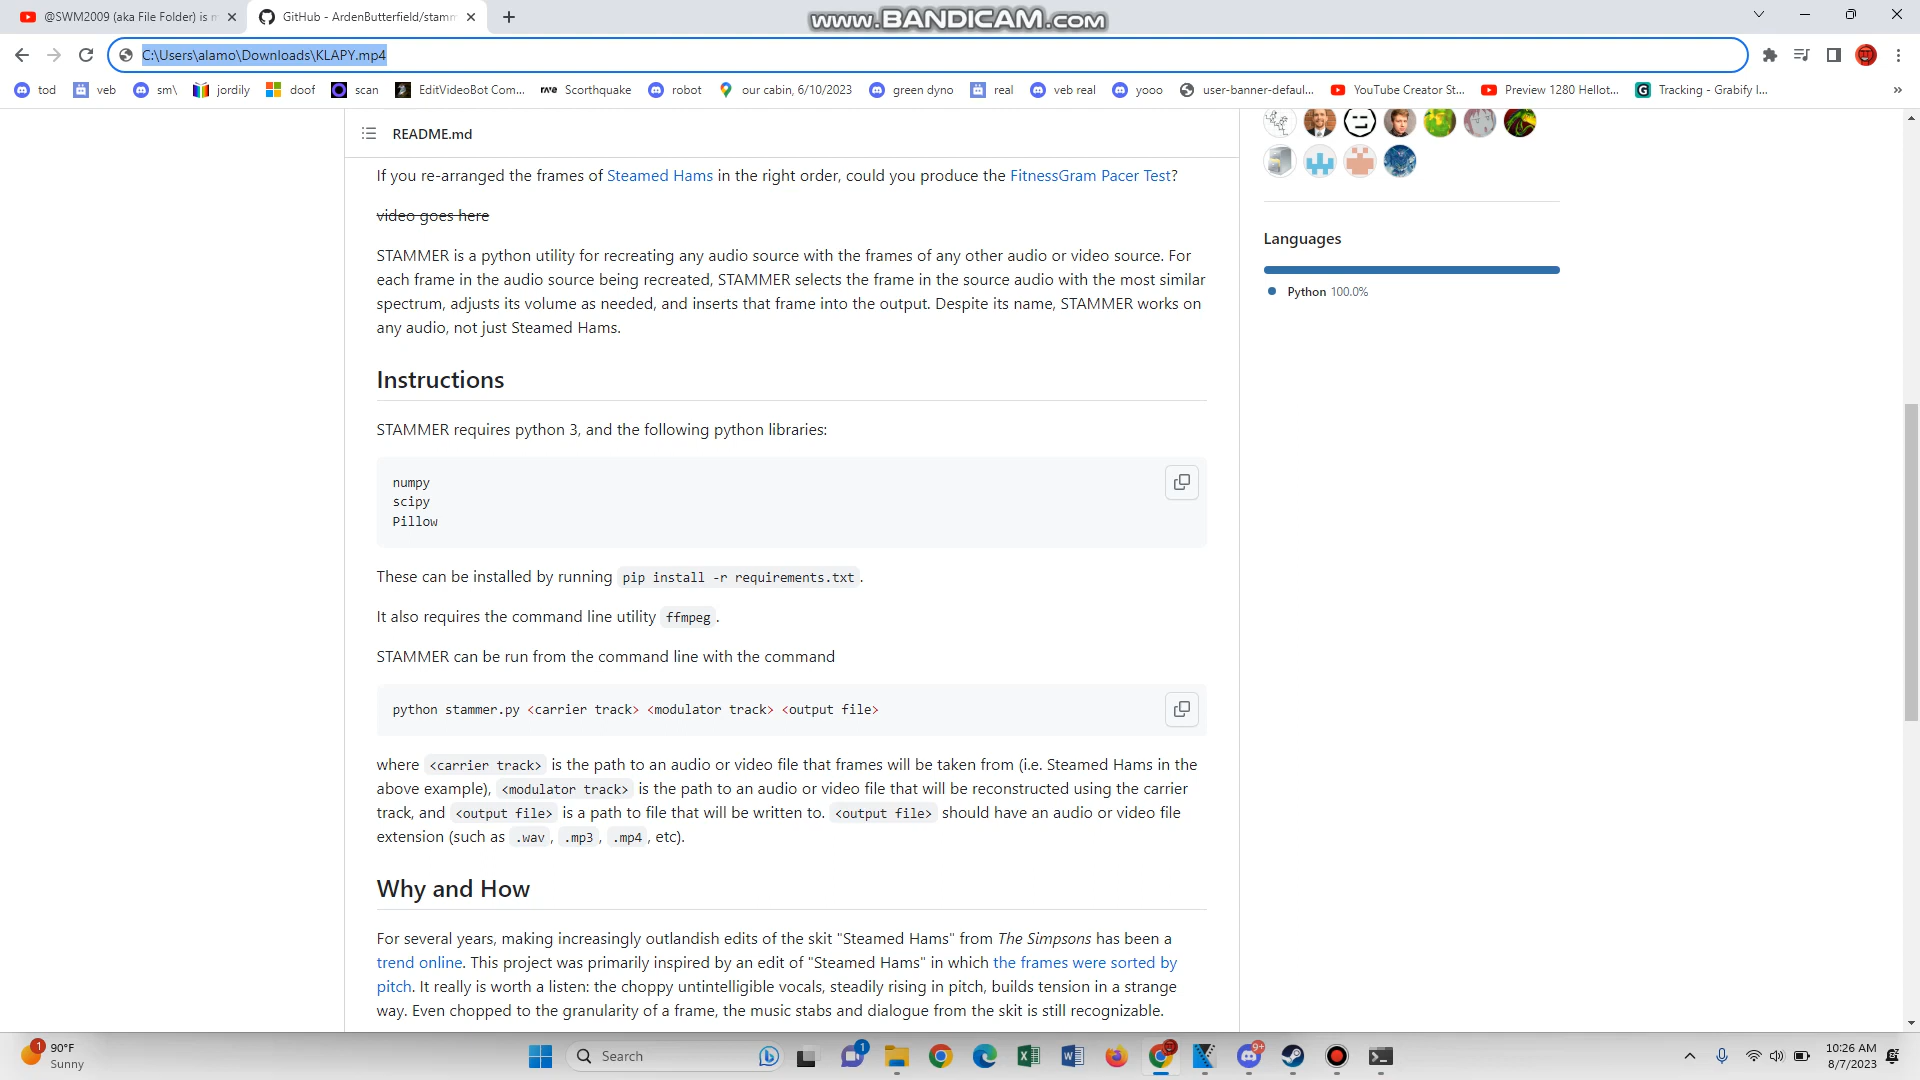 @SWM2009 (aka File Folder) is m
GitHub - ArdenButterfield/stamm
www.BANDICAM.com
C:\Users\alamo\Downloads\KLAPY.mp4
tod
veb
sm\
jordily
doof
scan
EditVideoBot Com...
Scorthquake
robot
our cabin, 6/10/2023
green dyno
real
veb real
yooo
user-banner-defaul...
YouTube Creator St...
Preview 1280 Hellot...
Tracking - Grabify I...
»
README.md
If you re-arranged the frames of Steamed Hams in the right order, could you produce the FitnessGram Pacer Test?
video goes here
STAMMER is a python utility for recreating any audio source with the frames of any other audio or video source. For
each frame in the audio source being recreated, STAMMER selects the frame in the source audio with the most similar
spectrum, adjusts its volume as needed, and inserts that frame into the output. Despite its name, STAMMER works on
any audio, not just Steamed Hams.
Instructions
STAMMER requires python 3, and the following python libraries:
numpy
scipy
Pillow
These can be installed by running pip install -r requirements.txt.
It also requires the command line utility ffmpeg.
STAMMER can be run from the command line with the command
python stammer.py <carrier track> <modulator track> <output file>
where <carrier track> is the path to an audio or video file that frames will be taken from (i.e. Steamed Hams in the
above example), <modulator track> is the path to an audio or video file that will be reconstructed using the carrier
track, and <output file> is a path to file that will be written to. <output file> should have an audio or video file
extension (such as .wav, .mp3, .mp4, etc).
Why and How
For several years, making increasingly outlandish edits of the skit "Steamed Hams" from The Simpsons has been a
trend online. This project was primarily inspired by an edit of "Steamed Hams" in which the frames were sorted by
pitch. It really is worth a listen: the choppy untintelligible vocals, steadily rising in pitch, builds tension in a strange
way. Even chopped to the granularity of a frame, the music stabs and dialogue from the skit is still recognizable.
Languages
Python 100.0%
1
90°F
Sunny
Search
1
9+
10:26 AM
8/7/2023